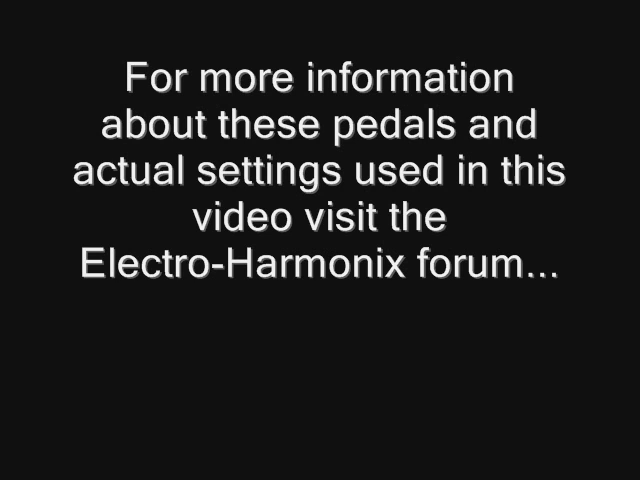 For more information
about these pedals and
actual settings used in this
video visit the
Electro-Harmonix forum...